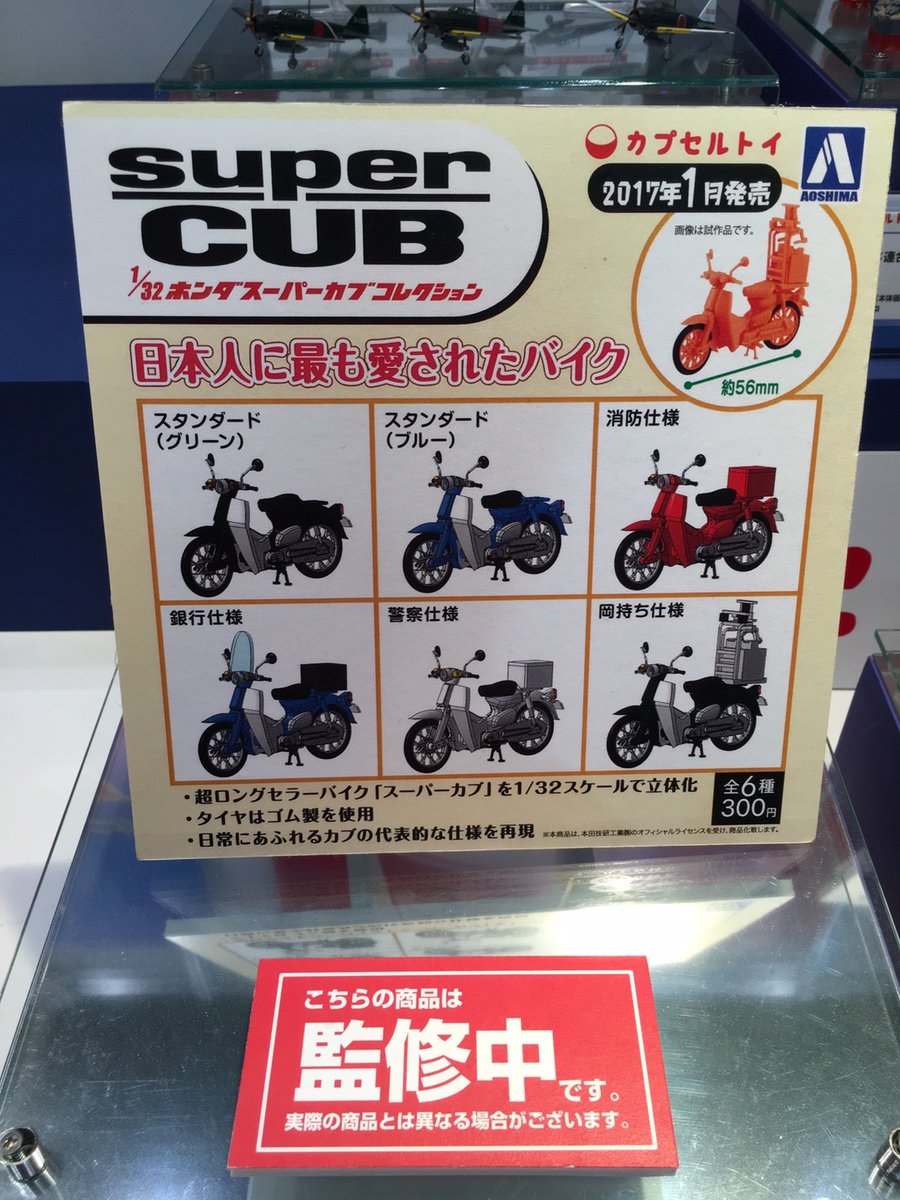 super
CUB
1/32 ホンダスーパーカブコレクション
カプセルトイ
2017年1月発売
AOSHIMA
画像は試作品です。
約56mm
日本人に最も愛されたバイク
スタンダード
(グリーン)
スタンダード
(ブルー)
消防仕様
銀行仕様
警察仕様
岡持ち仕様
・超ロングセラーバイク「スーパーカブ」を1/32スケールで立体化
・タイヤはゴム製を使用
・日常にあふれるカブの代表的な仕様を再現
※本商品は、本田技研工業㈱のオフィシャルライセンスを受け、商品化致します。
全6種
300円
こちらの商品は
監修中です。
実際の商品とは異なる場合がございます。